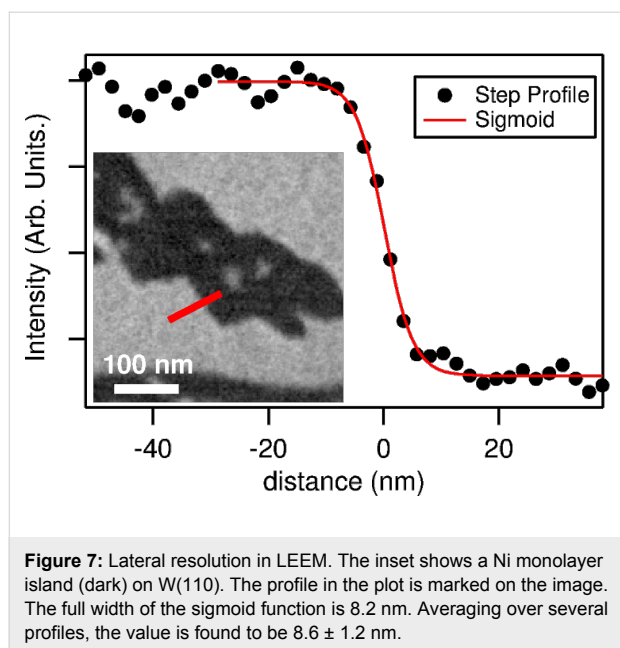 Step Profile
Sigmoid
Intensity (Arb. Units.)
100 nm
-40 -20 0 20
distance (nm)
Figure 7: Lateral resolution in LEEM. The inset shows a Ni monolayer
island (dark) on W(110). The profile in the plot is marked on the image.
The full width of the sigmoid function is 8.2 nm. Averaging over several
profiles, the value is found to be 8.6 ± 1.2 nm.